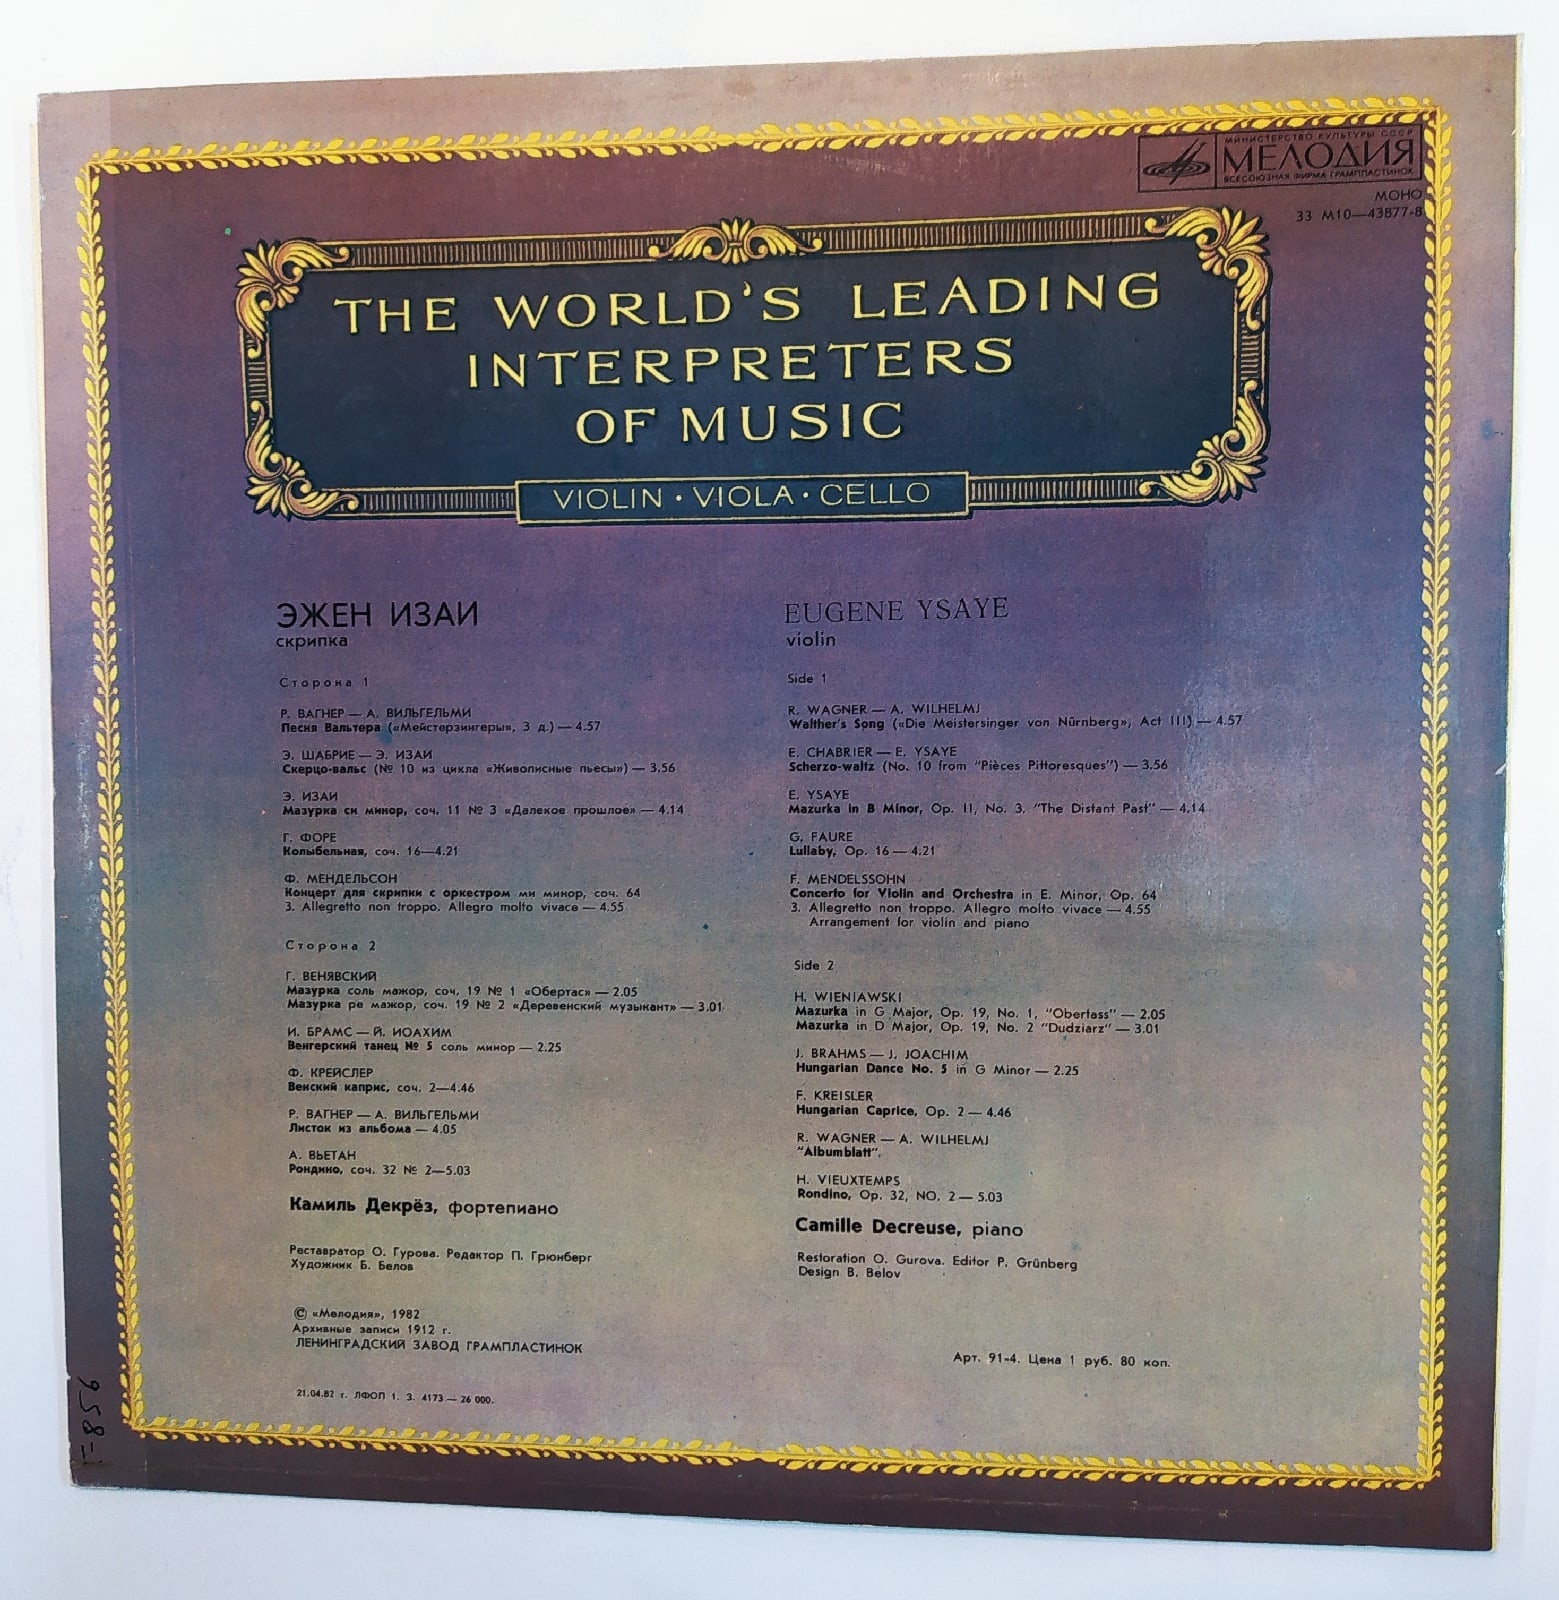 МИНИСТЕРСТВО КУЛЬТУРЫ СССР
МЕЛОДИЯ
ВСЕСОЮЗНАЯ ФИРМА ГРАМПЛАСТИНОК
МОНО
33 М10—43877-8
THE WORLD'S LEADING
INTERPRETERS
OF MUSIC
VIOLIN · VIOLA · CELLO
ЭЖЕН ИЗАИ
скрипка
Сторона 1
Р. ВАГНЕР — А. ВИЛЬГЕЛЬМИ
Песня Вальтера («Мейстерзингеры», 3 д.) — 4.57
Э. ШАБРИЕ — Э. ИЗАИ
Скерцо-вальс (№ 10 из цикла «Живописные пьесы») — 3.56
Э. ИЗАИ
Мазурка си минор, соч. 11 № 3 «Далекое прошлое» — 4.14
Г. ФОРЕ
Колыбельная, соч. 16—4.21
Ф. МЕНДЕЛЬСОН
Концерт для скрипки с оркестром ми минор, соч. 64
3. Allegretto non troppo. Allegro molto vivace — 4.55
Сторона 2
Г. ВЕНЯВСКИЙ
Мазурка соль мажор, соч. 19 № 1 «Обертас» — 2.05
Мазурка ре мажор, соч. 19 № 2 «Деревенский музыкант» — 3.01
И. БРАМС — Й. ИОАХИМ
Венгерский танец № 5 соль минор — 2.25
Ф. КРЕЙСЛЕР
Венский каприс, соч. 2—4.46
Р. ВАГНЕР — А. ВИЛЬГЕЛЬМИ
Листок из альбома — 4.05
А. ВЬЕТАН
Рондино, соч. 32 № 2—5.03
Камиль Декрёз, фортепиано
Реставратор О. Гурова. Редактор П. Грюнберг
Художник Б. Белов
© «Мелодия», 1982
Архивные записи 1912 г.
ЛЕНИНГРАДСКИЙ ЗАВОД ГРАМПЛАСТИНОК
21.04.82 г. ЛФОП 1. З. 4173 — 26 000.
EUGENE YSAYE
violin
Side 1
R. WAGNER — A. WILHELMJ
Walther's Song («Die Meistersinger von Nürnberg», Act III) — 4.57
E. CHABRIER — E. YSAYE
Scherzo-waltz (No. 10 from "Pièces Pittoresques") — 3.56
E. YSAYE
Mazurka in B Minor, Op. 11, No. 3. "The Distant Past" — 4.14
G. FAURE
Lullaby, Op. 16 — 4.21
F. MENDELSSOHN
Concerto for Violin and Orchestra in E. Minor, Op. 64
3. Allegretto non troppo. Allegro molto vivace — 4.55
Arrangement for violin and piano
Side 2
H. WIENIAWSKI
Mazurka in G Major, Op. 19, No. 1, "Obertass" — 2.05
Mazurka in D Major, Op. 19, No. 2 "Dudziarz" — 3.01
J. BRAHMS — J. JOACHIM
Hungarian Dance No. 5 in G Minor — 2.25
F. KREISLER
Hungarian Caprice, Op. 2 — 4.46
R. WAGNER — A. WILHELMJ
"Albumblatt".
H. VIEUXTEMPS
Rondino, Op. 32, NO. 2 — 5.03
Camille Decreuse, piano
Restoration O. Gurova. Editor P. Grünberg
Design B. Belov
Арт. 91-4. Цена 1 руб. 80 коп.